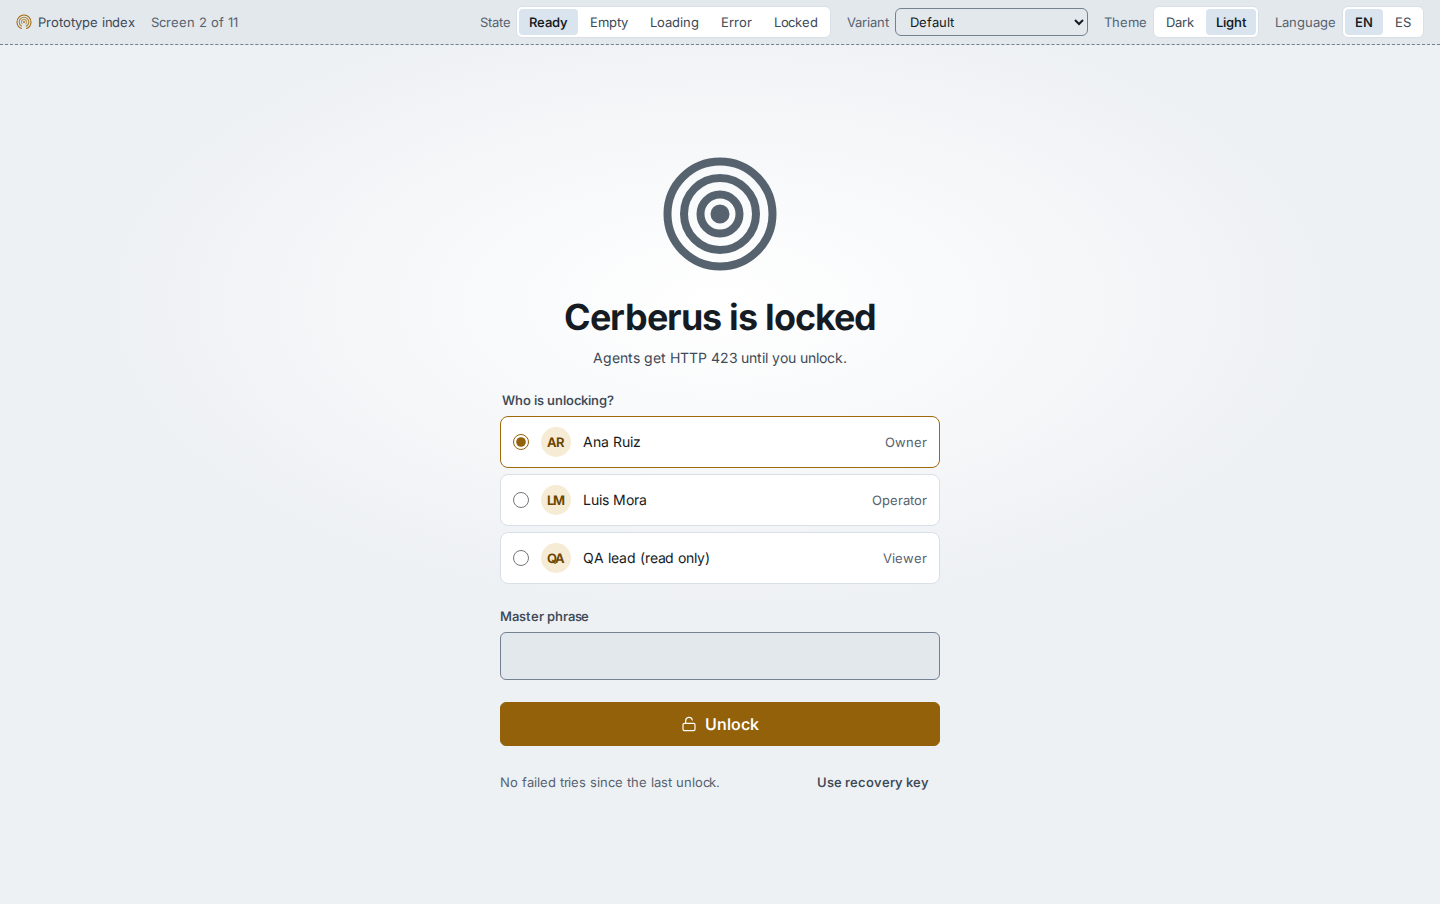 Prototype index Screen 2 of 11 State Ready Empty Loading Error Locked Variant Default Theme Dark Light Language EN ES
Cerberus is locked
Agents get HTTP 423 until you unlock.
Who is unlocking?
AR Ana Ruiz Owner
LM Luis Mora Operator
QA QA lead (read only) Viewer
Master phrase
Unlock
No failed tries since the last unlock. Use recovery key